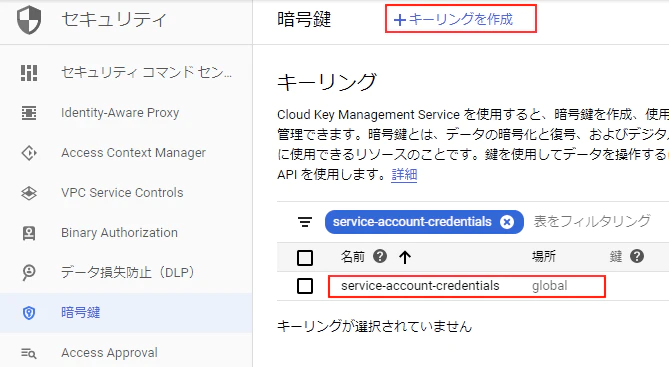 セキュリティ
セキュリティ コマンド セン...
Identity-Aware Proxy
Access Context Manager
VPC Service Controls
Binary Authorization
データ損失防止（DLP）
暗号鍵
Access Approval
暗号鍵
+キーリングを作成
キーリング
Cloud Key Management Service を使用すると、暗号鍵を作成、使用
管理できます。暗号鍵とは、データの暗号化と復号、およびデジタル
に使用できるリソースのことです。鍵を使用してデータを操作する
API を使用します。詳細
service-account-credentials 表をフィルタリング
名前 場所 鍵
service-account-credentials global
キーリングが選択されていません